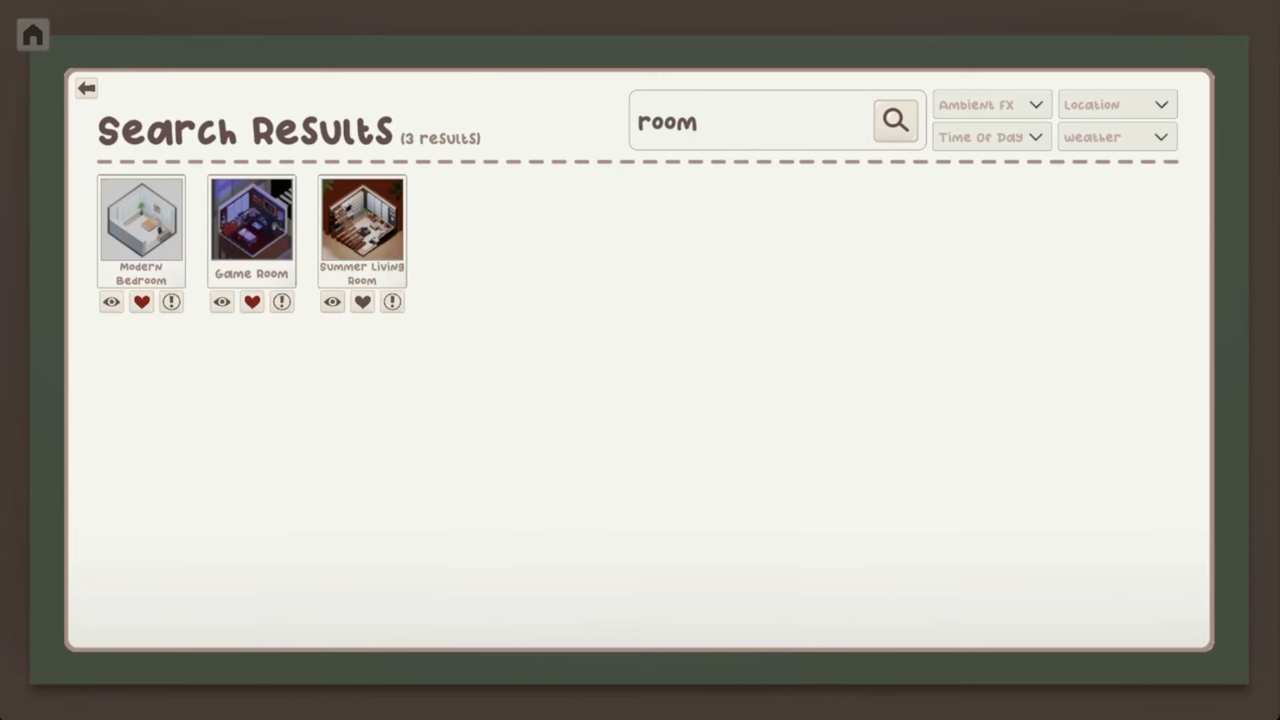 Search Results (3 results)
room
Ambient FX
Location
Time Of Day
Weather
Modern
Bedroom
Game Room
Summer Living
Room